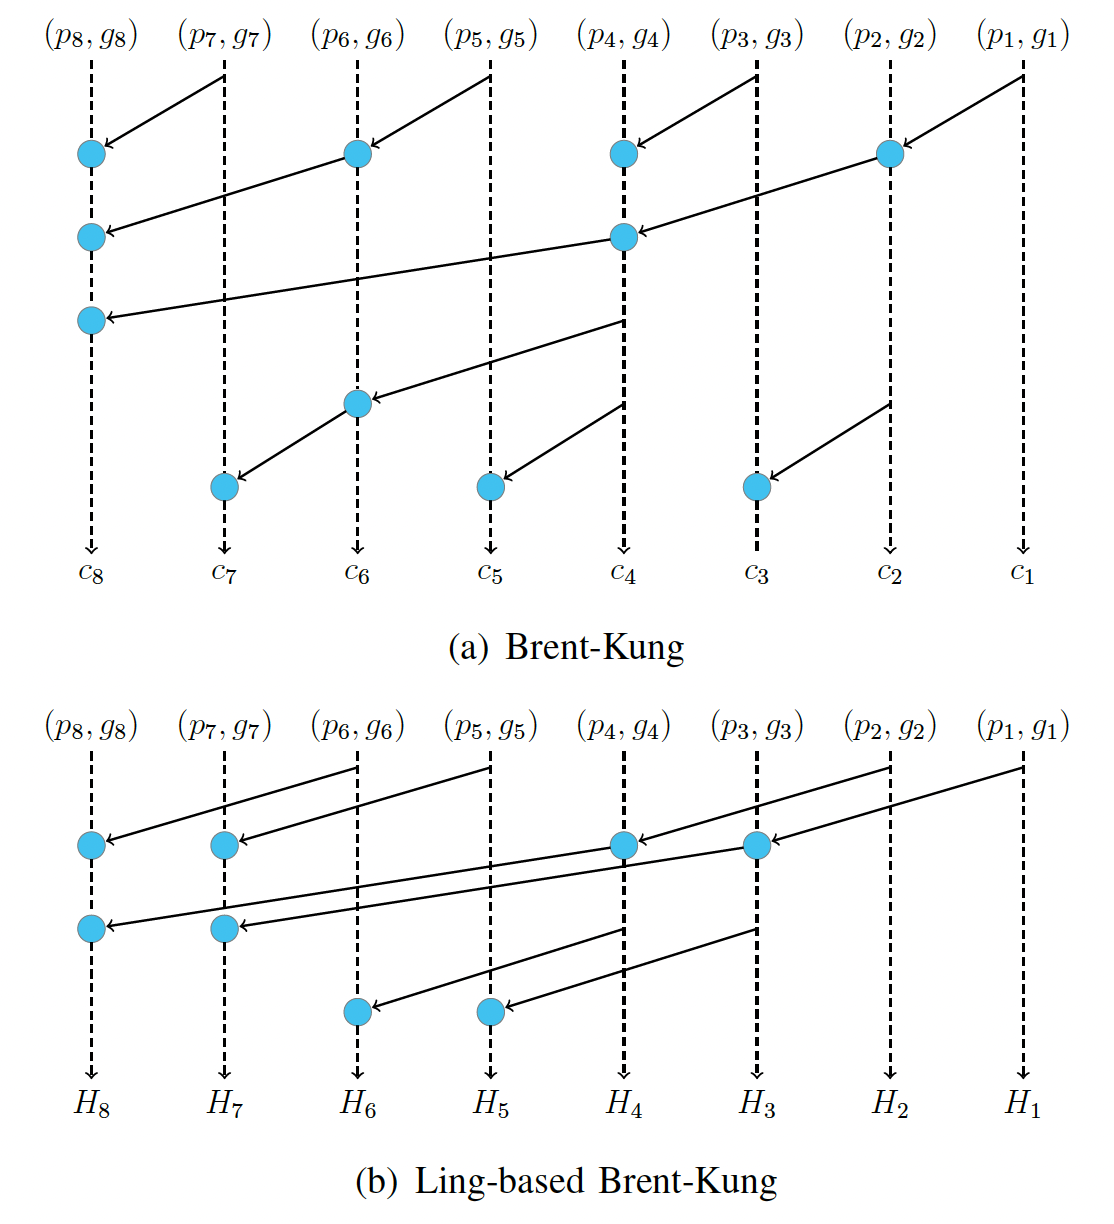 (p₈, g₈) (p₇, g₇) (p₆, g₆) (p₅, g₅) (p₄, g₄) (p₃, g₃) (p₂, g₂) (p₁, g₁)
c₈ c₇ c₆ c₅ c₄ c₃ c₂ c₁
(a) Brent-Kung
(p₈, g₈) (p₇, g₇) (p₆, g₆) (p₅, g₅) (p₄, g₄) (p₃, g₃) (p₂, g₂) (p₁, g₁)
H₈ H₇ H₆ H₅ H₄ H₃ H₂ H₁
(b) Ling-based Brent-Kung